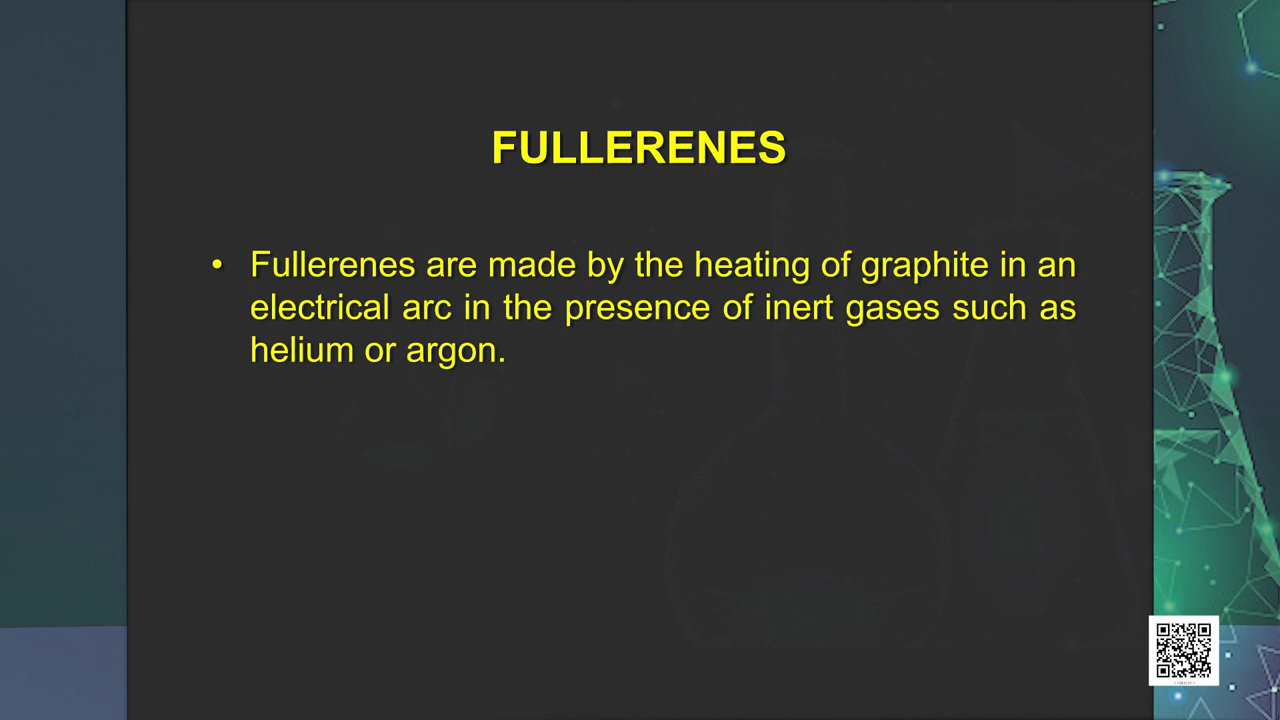 FULLERENES
• Fullerenes are made by the heating of graphite in an
electrical arc in the presence of inert gases such as
helium or argon.